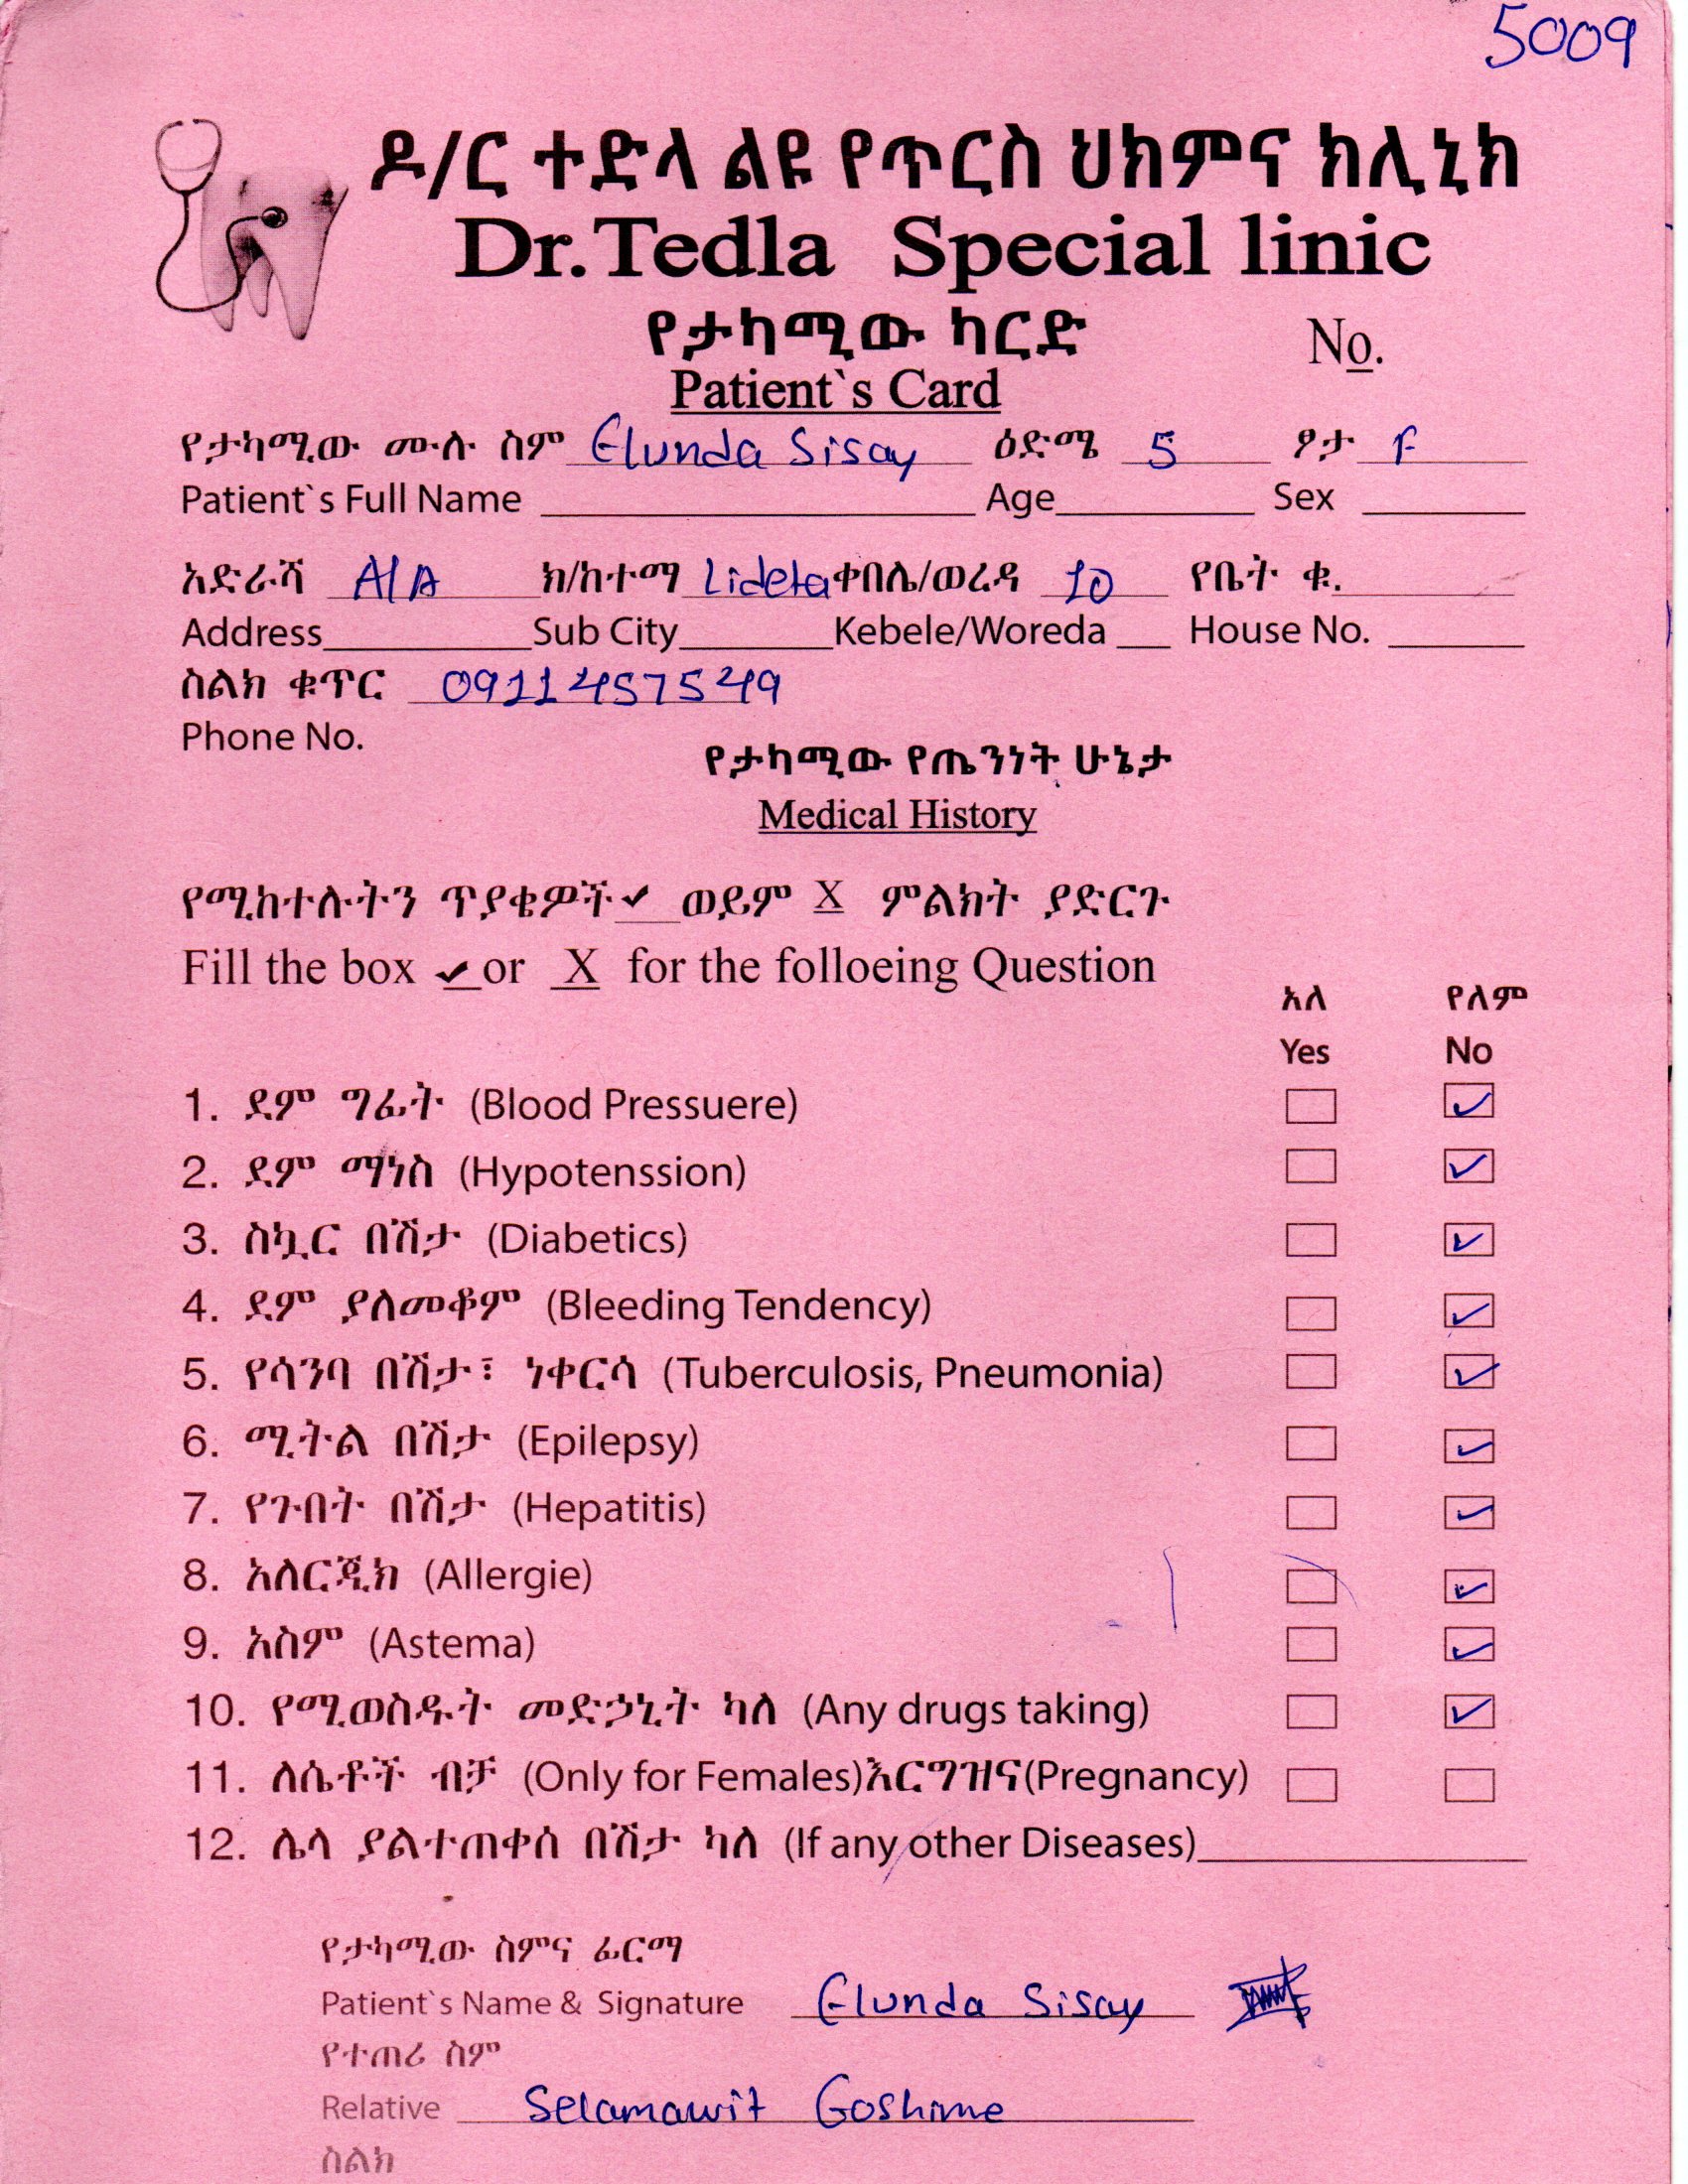 5009
ዶ/ር ተድላ ልዩ የጥርስ ህክምና ክሊኒክ
Dr.Tedla Special linic
የታካሚው ካርድ
No.
Patient`s Card
የታካሚው ሙሉ ስም Elunda Sisay ዕድሜ 5 ፆታ F
Patient`s Full Name Age Sex
አድራሻ A/A ክ/ከተማ Lideta ቀበሌ/ወረዳ 10 የቤት ቁ.
Address Sub City Kebele/Woreda House No.
ስልክ ቁጥር 0911457549
Phone No.
የታካሚው የጤንነት ሁኔታ
Medical History
የሚከተሉትን ጥያቄዎች ✓ ወይም X ምልክት ያድርጉ
Fill the box ✓ or X for the folloeing Question
አለ የለም
Yes No
1. ደም ግፊት (Blood Pressuere) ✓
2. ደም ማነስ (Hypotenssion) ✓
3. ስኳር በሽታ (Diabetics) ✓
4. ደም ያለመቆም (Bleeding Tendency) ✓
5. የሳንባ በሽታ፣ ነቀርሳ (Tuberculosis, Pneumonia) ✓
6. ሚትል በሽታ (Epilepsy) ✓
7. የጉበት በሽታ (Hepatitis) ✓
8. አለርጂክ (Allergie) ✓
9. አስም (Astema) ✓
10. የሚወስዱት መድኃኒት ካለ (Any drugs taking) ✓
11. ለሴቶች ብቻ (Only for Females)እርግዝና(Pregnancy)
12. ሌላ ያልተጠቀሰ በሽታ ካለ (If any other Diseases)
የታካሚው ስምና ፊርማ
Patient`s Name & Signature Elunda Sisay
የተጠሪ ስም
Relative Selamawit Goshime
ስልክ